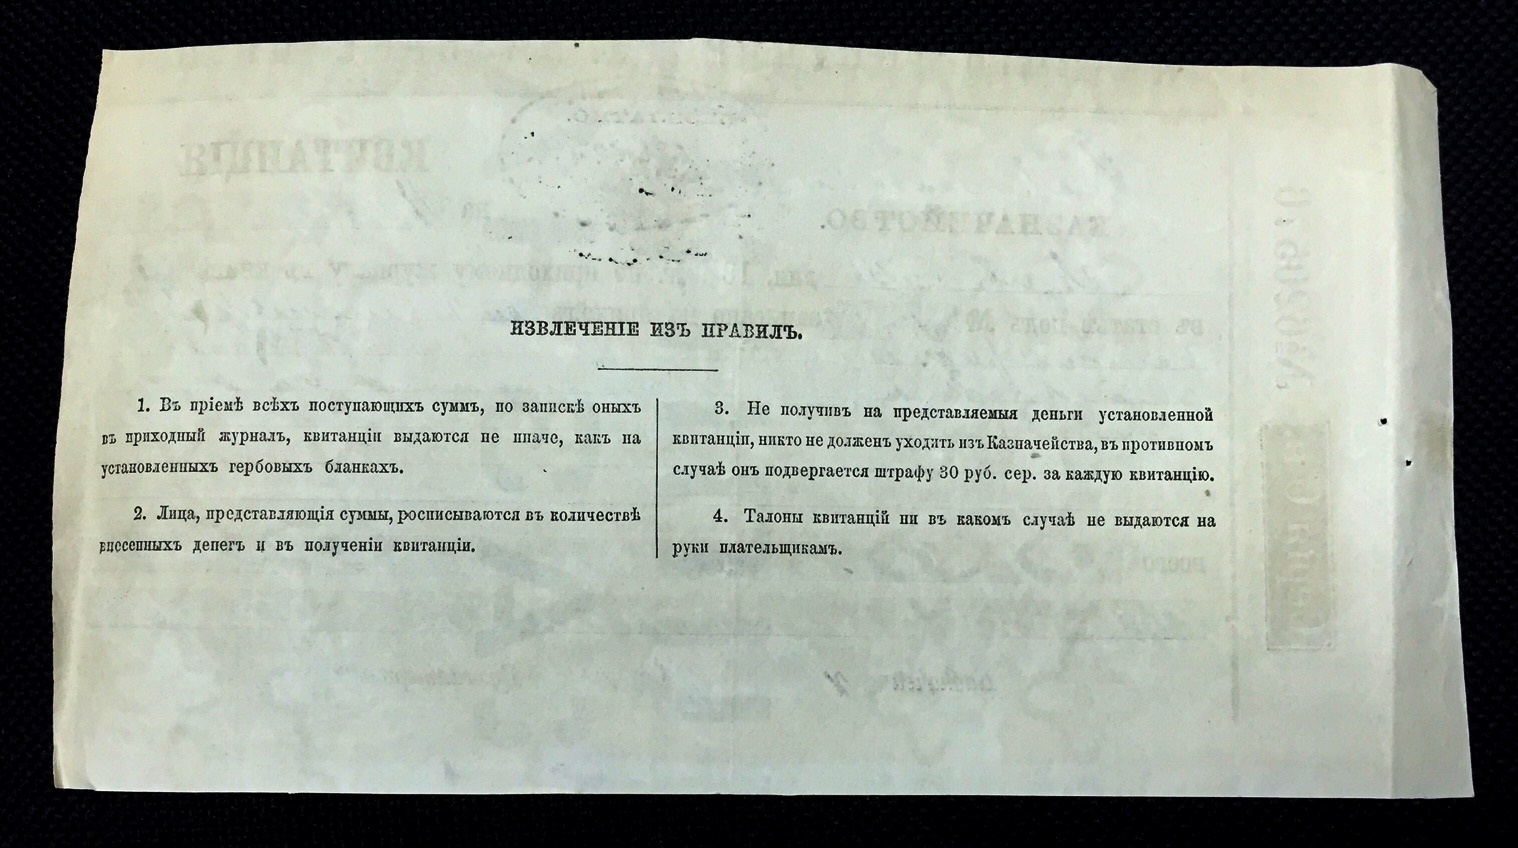 ИЗВЛЕЧЕНІЕ ИЗЪ ПРАВИЛЪ.
1. Въ пріемѣ всѣхъ поступающихъ суммъ, по запискѣ оныхъ
въ приходный журналъ, квитанціи выдаются не иначе, какъ на
установленныхъ гербовыхъ бланкахъ.
2. Лица, представляющія суммы, росписываются въ количествѣ
внесенныхъ денегъ и въ полученіи квитанціи.
3. Не получивъ на представляемыя деньги установленной
квитанціи, никто не долженъ уходить изъ Казначейства, въ противномъ
случаѣ онъ подвергается штрафу 30 руб. сер. за каждую квитанцію.
4. Талоны квитанцій ни въ какомъ случаѣ не выдаются на
руки плательщикамъ.
КВИТАНЦІЯ
КАЗНАЧЕЙСТВО.